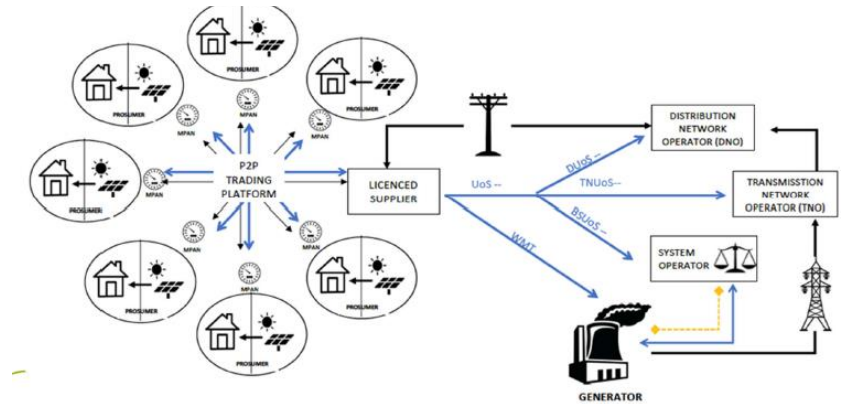 PROSUMER
PROSUMER
PROSUMER
MPAN
MPAN
MPAN
DISTRIBUTION
NETWORK
OPERATOR (DNO)
P2P
TRADING
PLATFORM
PROSUMER
MPAN
LICENCED
SUPPLIER
UoS --
DUoS --
TNUoS--
BSUoS --
WMT
TRANSMISSTION
NETWORK
OPERATOR (TNO)
MPAN
MPAN
MPAN
SYSTEM
OPERATOR
PROSUMER
PROSUMER
PROSUMER
GENERATOR